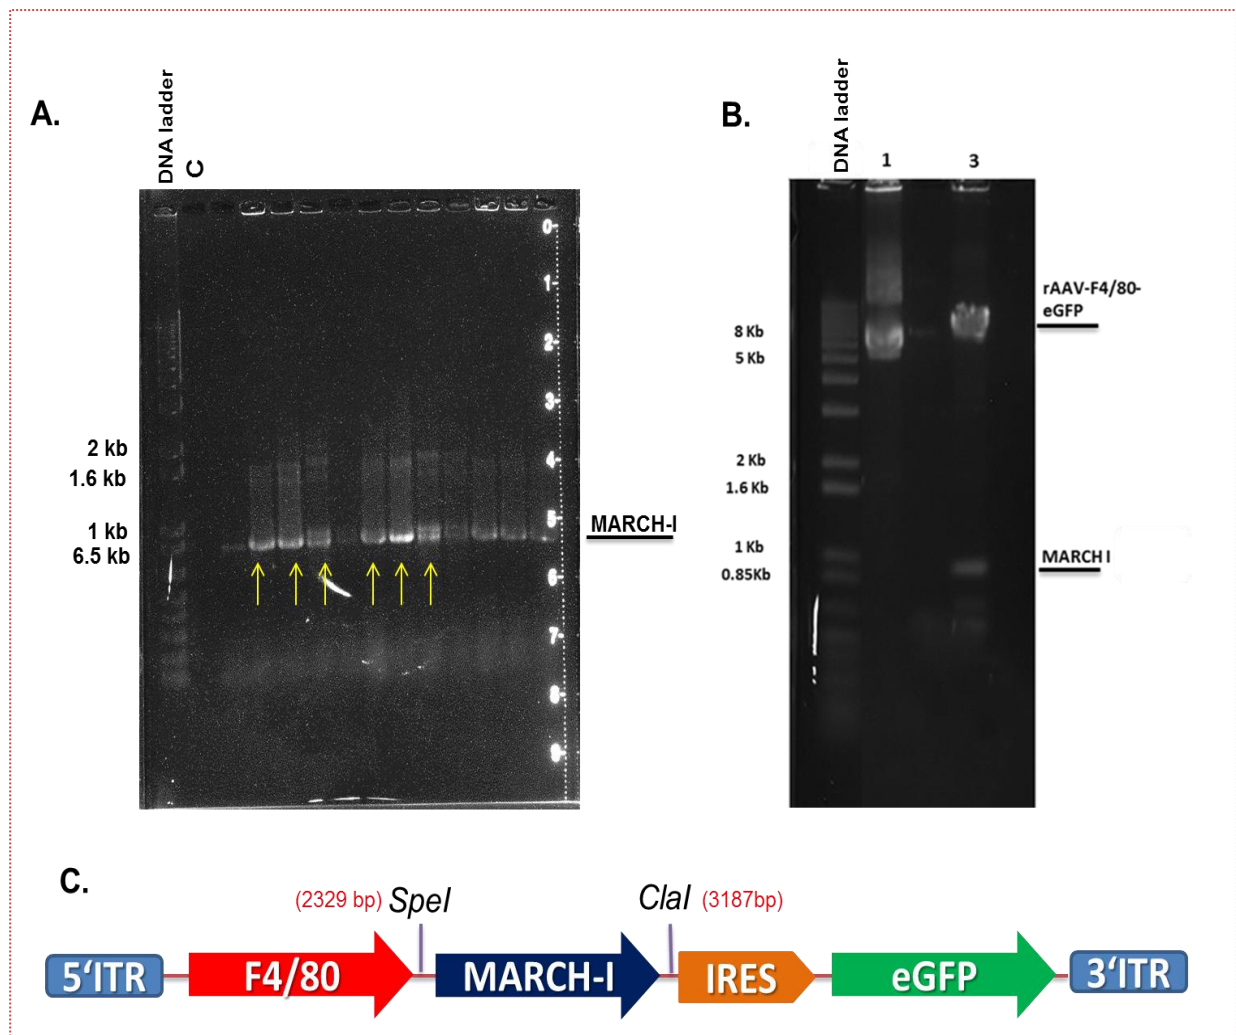 A.
DNA ladder
C
0
1
2
3
4
5
6
7
8
9
2 kb
1.6 kb
1 kb
6.5 kb
MARCH-I
B.
DNA ladder
1
3
8 Kb
5 Kb
2 Kb
1.6 Kb
1 Kb
0.85Kb
rAAV-F4/80-
eGFP
MARCH I
C.
(2329 bp) SpeI
ClaI (3187bp)
5‘ITR
F4/80
MARCH-I
IRES
eGFP
3‘ITR